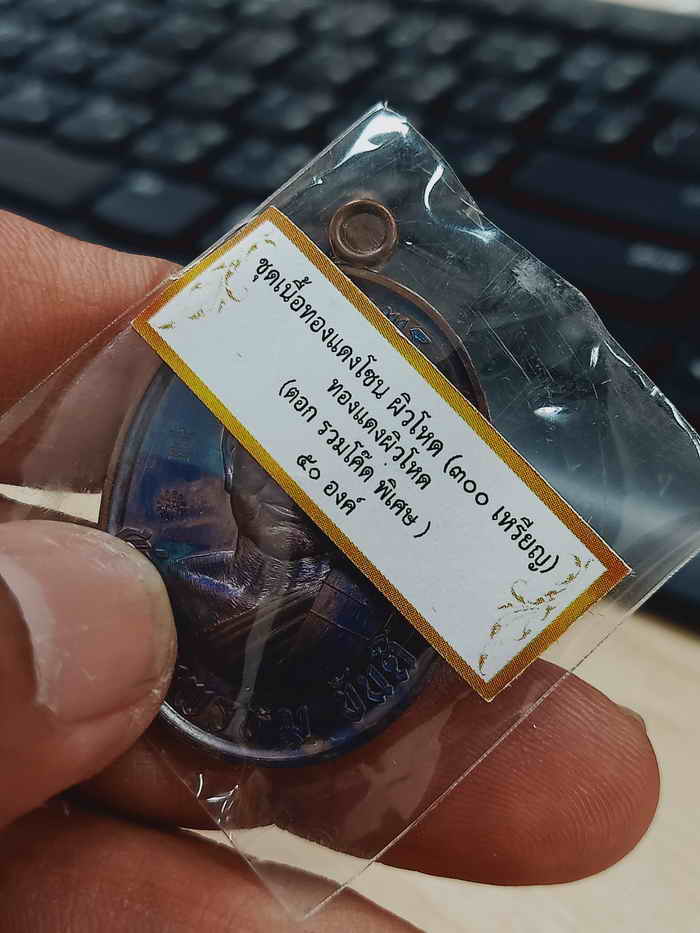 ชุดเนื้อทองแดงโซน ผิวโหด (๓๐๐ เหรียญ)
ทองแดงผิวโหด
(ตอก รวมโค๊ด พิเศษ )
๕๐ องค์